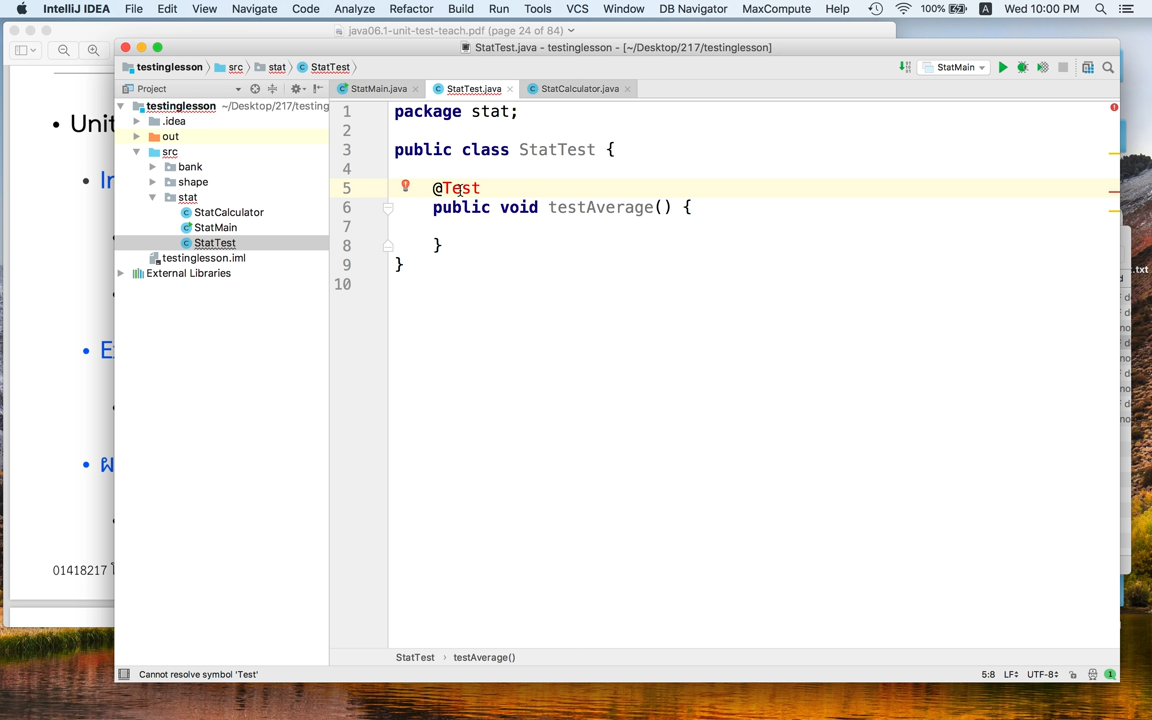 IntelliJ IDEA File Edit View Navigate Code Analyze Refactor Build Run Tools VCS Window DB Navigator MaxCompute Help 100% A Wed 10:00 PM
java06.1-unit-test-teach.pdf (page 24 of 84)
StatTest.java - testinglesson - [~/Desktop/217/testinglesson]
testinglesson src stat StatTest StatMain
Project StatMain.java StatTest.java StatCalculator.java
testinglesson ~/Desktop/217/testing
.idea
out
src
bank
shape
stat
StatCalculator
StatMain
StatTest
testinglesson.iml
External Libraries
1 package stat;
2
3 public class StatTest {
4
5 @Test
6 public void testAverage() {
7
8 }
9 }
10
• Unit
•
•
01418217
.txt
StatTest › testAverage()
Cannot resolve symbol 'Test' 5:8 LF UTF-8 1